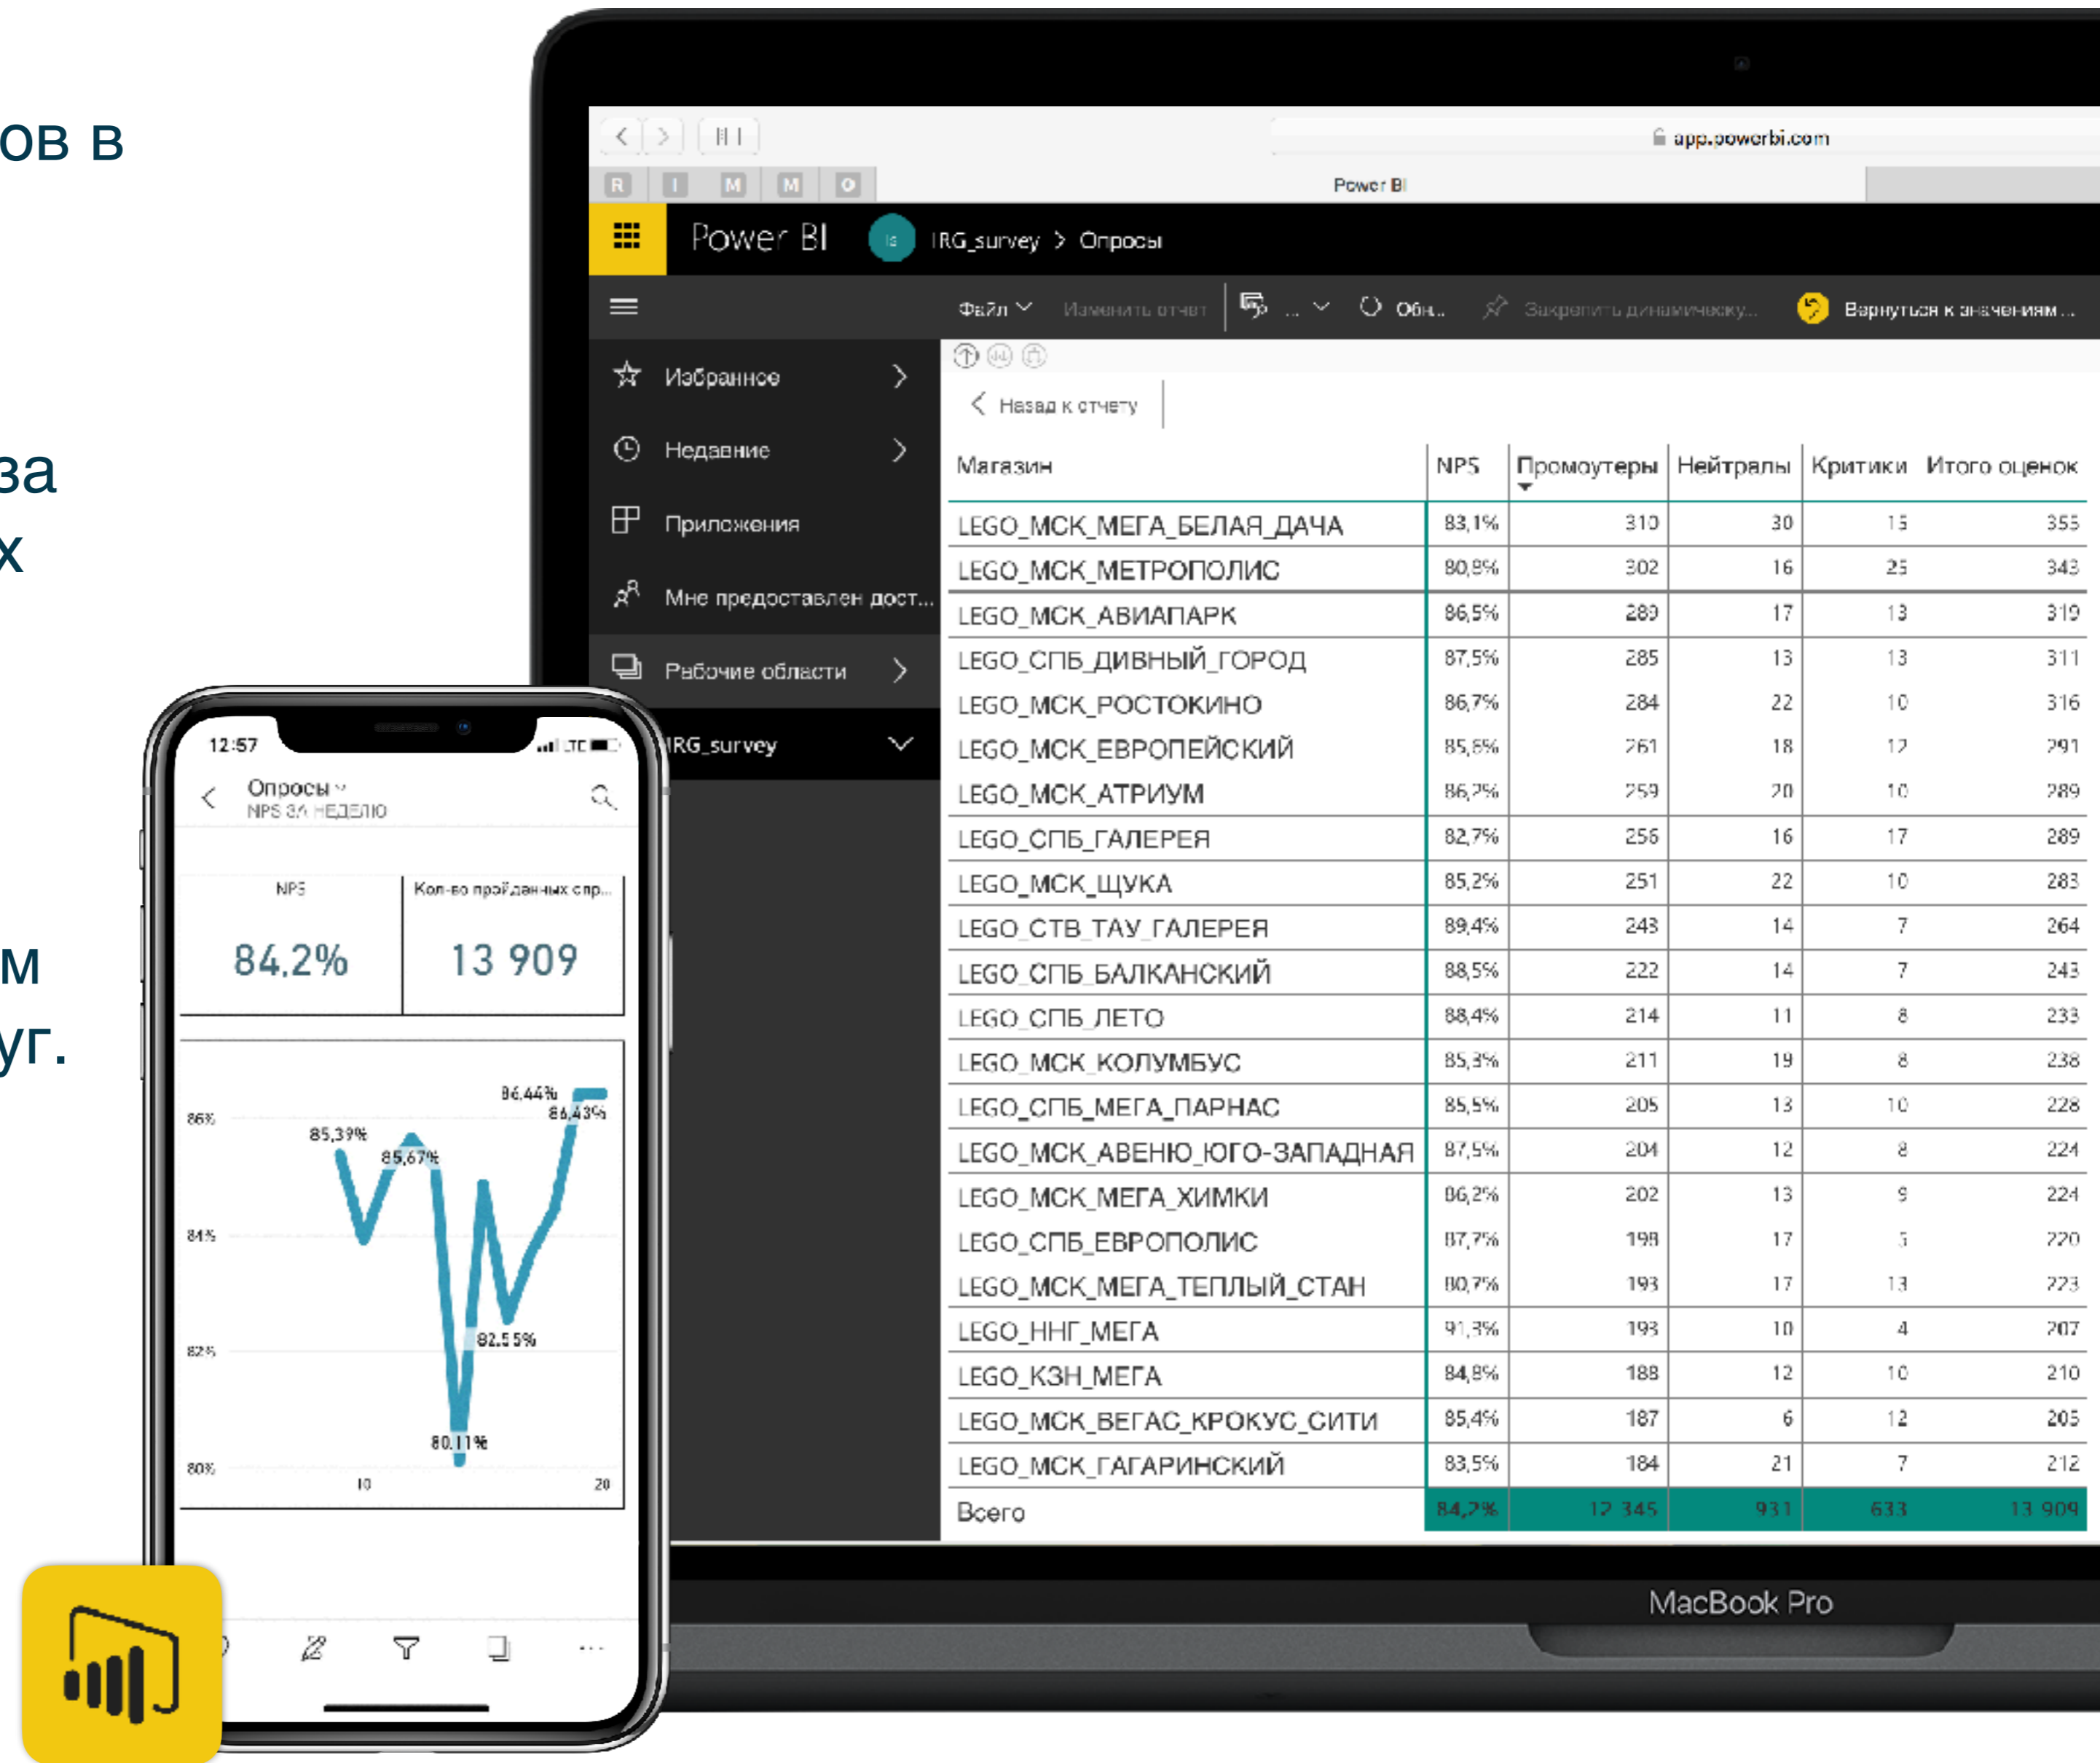 ов в
за
х
м
уг.
app.powerbi.com
R I M M O
Power BI
Power BI
IRG_survey > Опросы
Файл Изменить отчет ... Обн... Закрепить динамическу... Вернуться к значениям ...
Избранное
Недавние
Приложения
Мне предоставлен дост...
Рабочие области
IRG_survey
Назад к отчету
Магазин NPS Промоутеры Нейтралы Критики Итого оценок
LEGO_МСК_МЕГА_БЕЛАЯ_ДАЧА 83,1% 310 30 15 355
LEGO_МСК_МЕТРОПОЛИС 80,8% 302 16 25 343
LEGO_МСК_АВИАПАРК 86,5% 289 17 13 319
LEGO_СПБ_ДИВНЫЙ_ГОРОД 87,5% 285 13 13 311
LEGO_МСК_РОСТОКИНО 86,7% 284 22 10 316
LEGO_МСК_ЕВРОПЕЙСКИЙ 85,6% 261 18 12 291
LEGO_МСК_АТРИУМ 86,2% 259 20 10 289
LEGO_СПБ_ГАЛЕРЕЯ 82,7% 256 16 17 289
LEGO_МСК_ЩУКА 85,2% 251 22 10 283
LEGO_СТВ_ТАУ_ГАЛЕРЕЯ 89,4% 243 14 7 264
LEGO_СПБ_БАЛКАНСКИЙ 88,5% 222 14 7 243
LEGO_СПБ_ЛЕТО 88,4% 214 11 8 233
LEGO_МСК_КОЛУМБУС 85,3% 211 19 8 238
LEGO_СПБ_МЕГА_ПАРНАС 85,5% 205 13 10 228
LEGO_МСК_АВЕНЮ_ЮГО-ЗАПАДНАЯ 87,5% 204 12 8 224
LEGO_МСК_МЕГА_ХИМКИ 86,2% 202 13 9 224
LEGO_СПБ_ЕВРОПОЛИС 87,7% 198 17 5 220
LEGO_МСК_МЕГА_ТЕПЛЫЙ_СТАН 80,7% 193 17 13 223
LEGO_ННГ_МЕГА 91,3% 193 10 4 207
LEGO_КЗН_МЕГА 84,8% 188 12 10 210
LEGO_МСК_ВЕГАС_КРОКУС_СИТИ 85,4% 187 6 12 205
LEGO_МСК_ГАГАРИНСКИЙ 83,5% 184 21 7 212
Всего 84,2% 12 345 931 633 13 909
MacBook Pro
12:57 LTE
Опросы
NPS ЗА НЕДЕЛЮ
NPS Кол-во пройденных опр...
84,2% 13 909
86,44%
86,43%
86%
85,39%
85,67%
84%
82,55%
82%
80,11%
80%
10 20